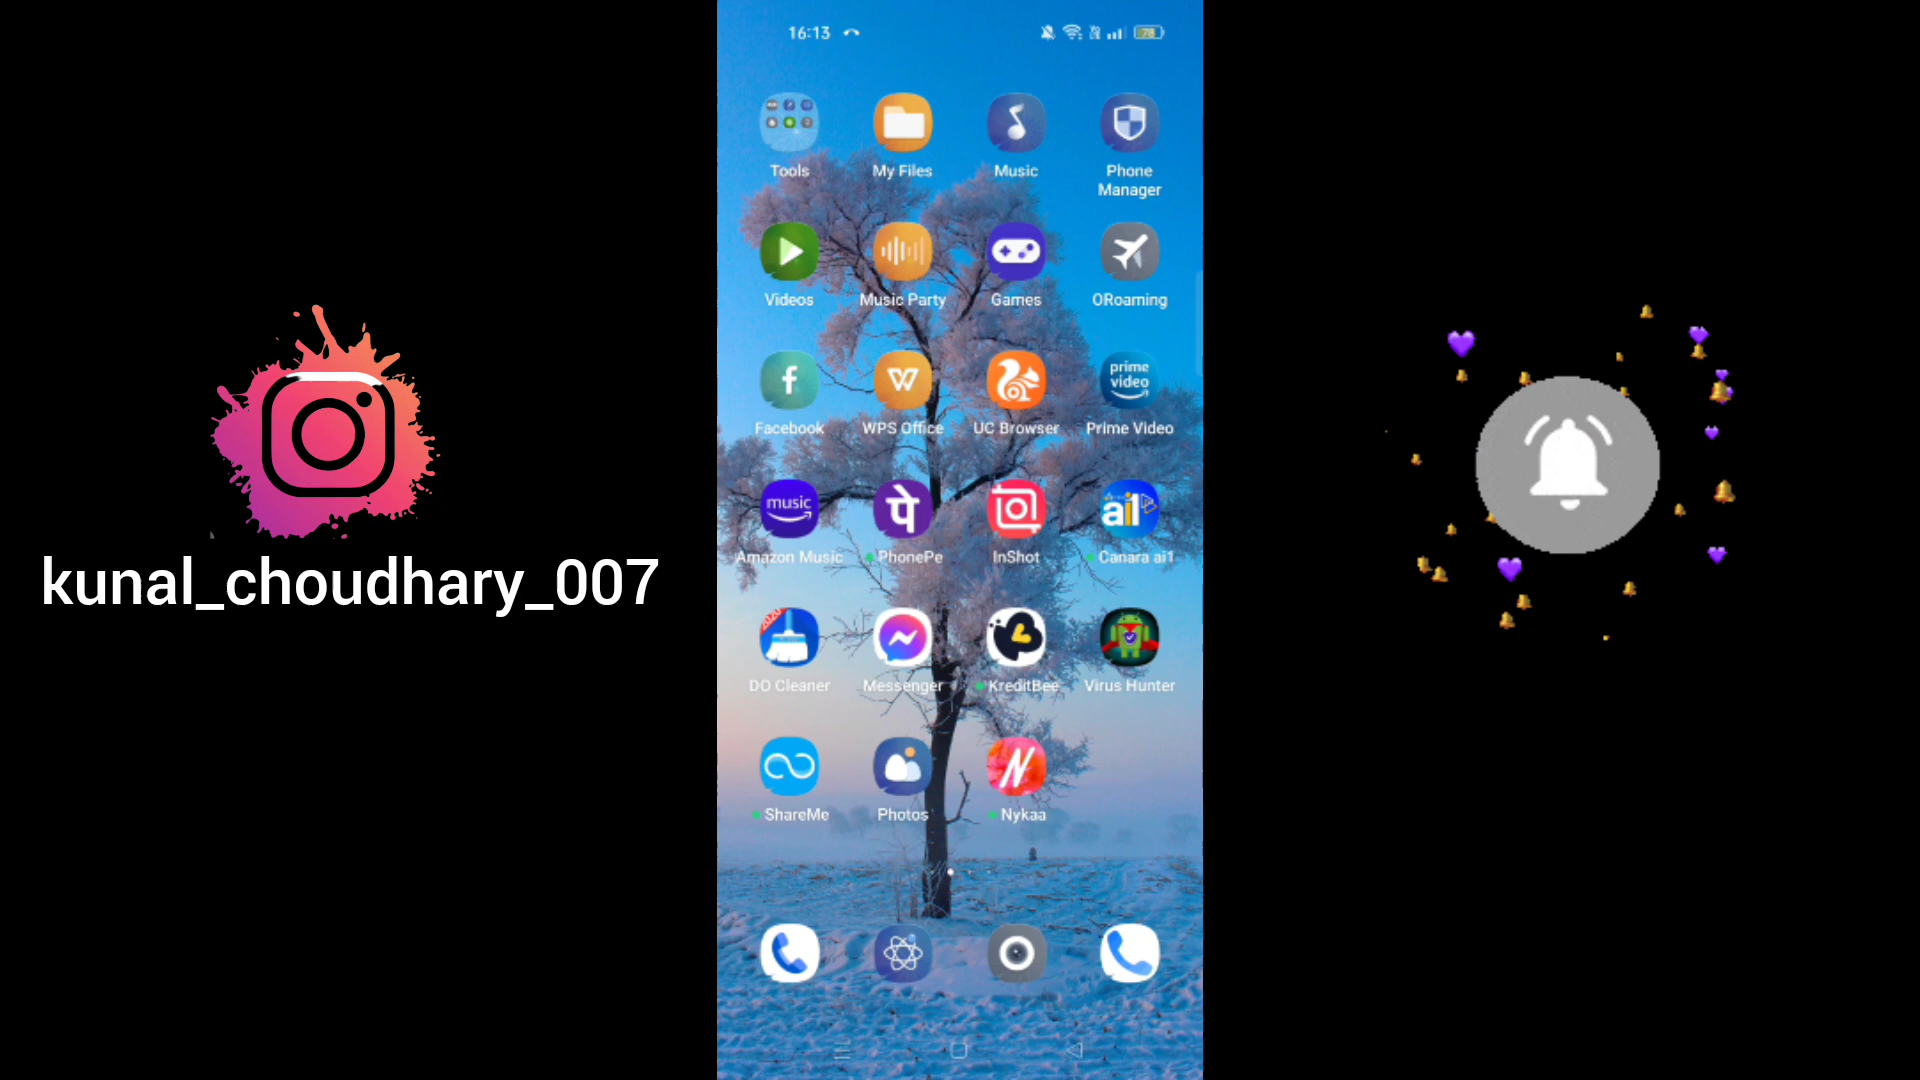 16:13
78
Tools
My Files
Music
Phone
Manager
Videos
Music Party
Games
ORoaming
prime
video
Facebook
WPS Office
UC Browser
Prime Video
music
पे
ai1
Amazon Music
PhonePe
InShot
Canara ai1
2020
DO Cleaner
Messenger
KreditBee
Virus Hunter
ShareMe
Photos
Nykaa
kunal_choudhary_007